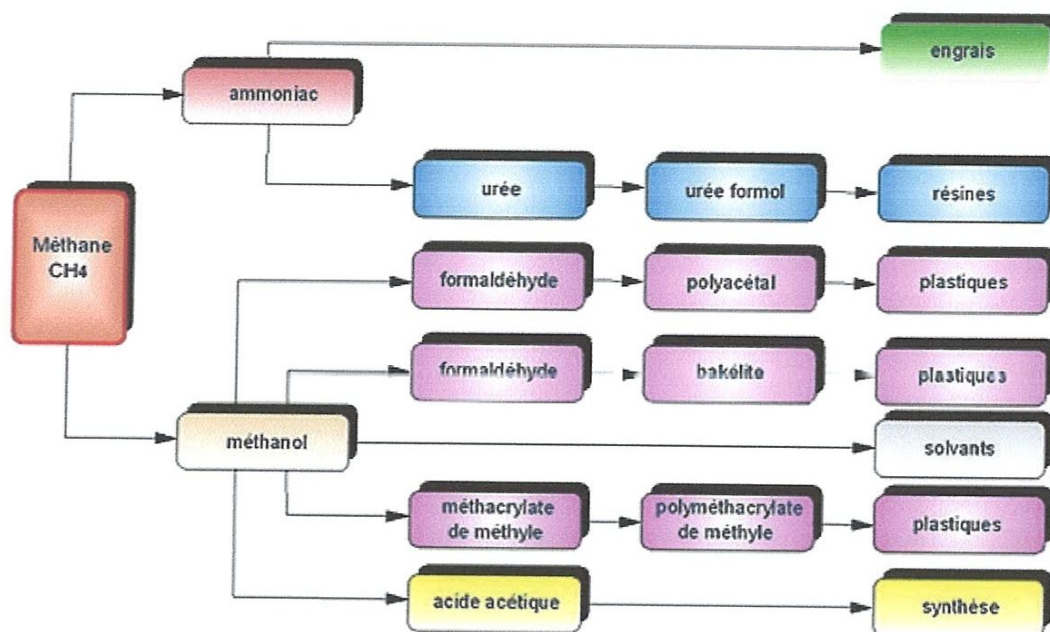 engrais
ammoniac
urée
urée formol
résines
Méthane
CH4
formaldéhyde
polyacétal
plastiques
formaldéhyde
bakélite
plastiques
méthanol
solvants
méthacrylate
de méthyle
polyméthacrylate
de méthyle
plastiques
acide acétique
synthèse